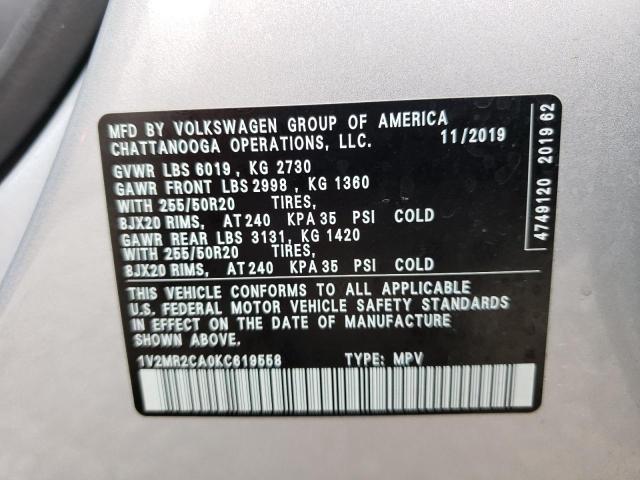 MFD BY VOLKSWAGEN GROUP OF AMERICA
CHATTANOOGA OPERATIONS, LLC. 11/2019
GVWR LBS 6019, KG 2730
GAWR FRONT LBS 2998, KG 1360
WITH 255/50R20 TIRES,
8JX20 RIMS, AT 240 KPA 35 PSI COLD
GAWR REAR LBS 3131, KG 1420
WITH 255/50R20 TIRES,
8JX20 RIMS, AT 240 KPA 35 PSI COLD
THIS VEHICLE CONFORMS TO ALL APPLICABLE
U.S. FEDERAL MOTOR VEHICLE SAFETY STANDARDS
IN EFFECT ON THE DATE OF MANUFACTURE
SHOWN ABOVE.
1V2MR2CA0KC619558 TYPE: MPV
4749120 2019 62